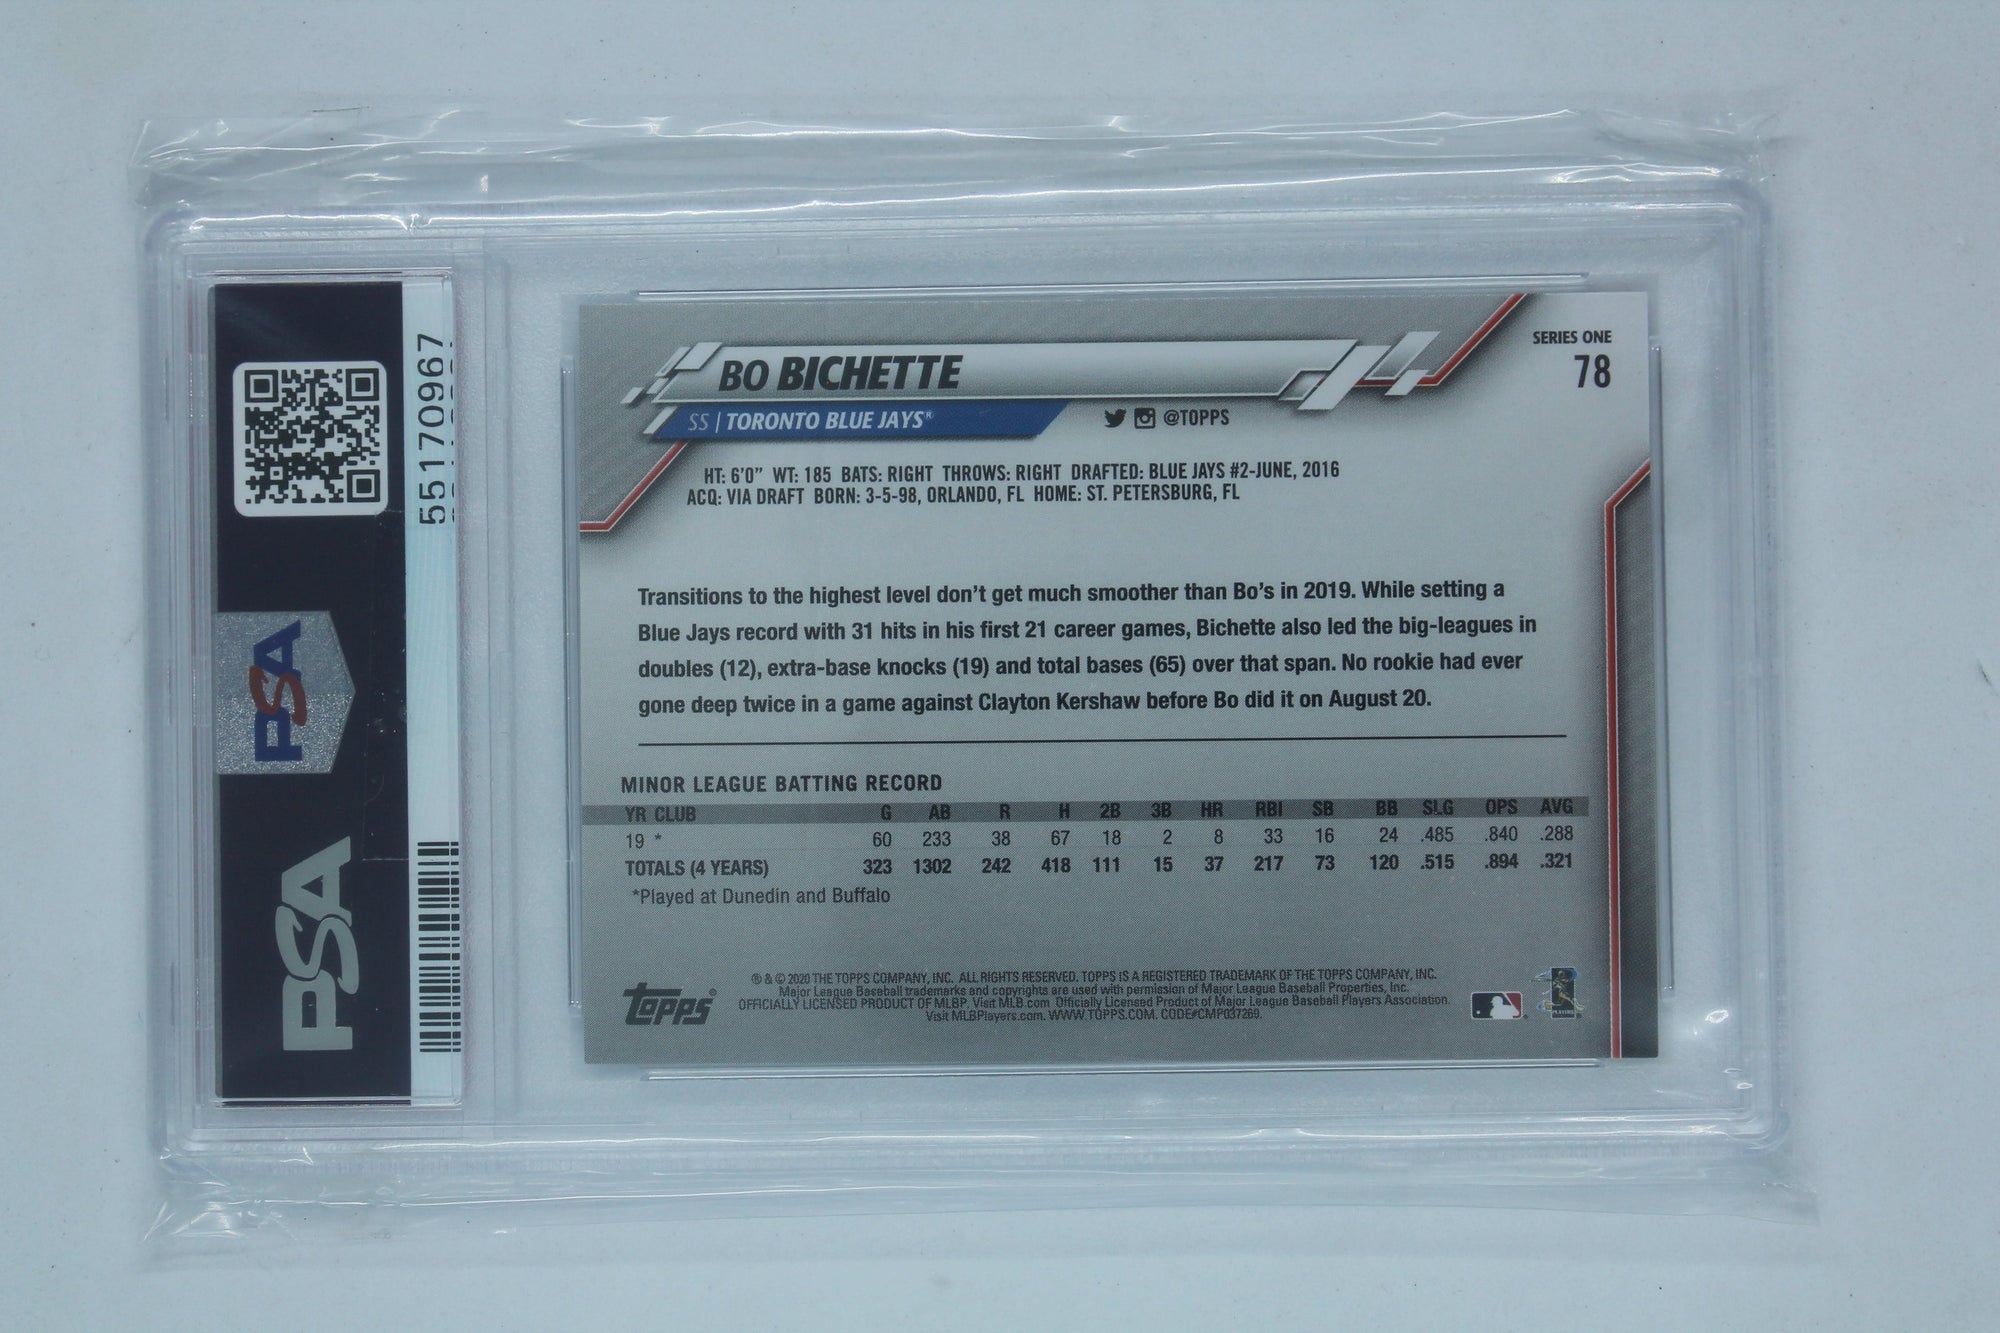 55170967
PSA
PSA
SERIES ONE
78
BO BICHETTE
SS | TORONTO BLUE JAYS®
@TOPPS
HT: 6'0" WT: 185 BATS: RIGHT THROWS: RIGHT DRAFTED: BLUE JAYS #2-JUNE, 2016
ACQ: VIA DRAFT BORN: 3-5-98, ORLANDO, FL HOME: ST. PETERSBURG, FL
Transitions to the highest level don't get much smoother than Bo's in 2019. While setting a
Blue Jays record with 31 hits in his first 21 career games, Bichette also led the big-leagues in
doubles (12), extra-base knocks (19) and total bases (65) over that span. No rookie had ever
gone deep twice in a game against Clayton Kershaw before Bo did it on August 20.
MINOR LEAGUE BATTING RECORD
YR CLUB G AB R H 2B 3B HR RBI SB BB SLG OPS AVG
19 * 60 233 38 67 18 2 8 33 16 24 .485 .840 .288
TOTALS (4 YEARS) 323 1302 242 418 111 15 37 217 73 120 .515 .894 .321
*Played at Dunedin and Buffalo
topps®
® & © 2020 THE TOPPS COMPANY, INC. ALL RIGHTS RESERVED. TOPPS IS A REGISTERED TRADEMARK OF THE TOPPS COMPANY, INC.
Major League Baseball trademarks and copyrights are used with permission of Major League Baseball Properties, Inc.
OFFICIALLY LICENSED PRODUCT OF MLBP. Visit MLB.com Officially Licensed Product of Major League Baseball Players Association.
Visit MLBPlayers.com. WWW.TOPPS.COM. CODE#CMP037269.
PLAYERS